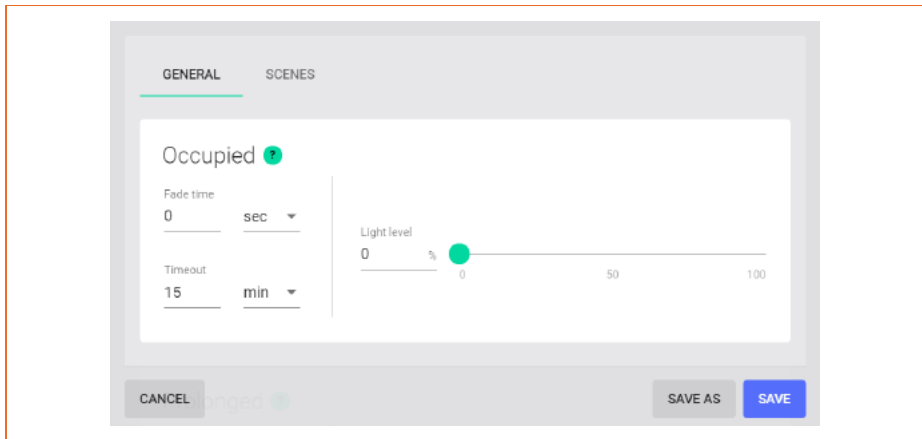 GENERAL SCENES
Occupied ?
Fade time
0 sec
Light level
0 %
0 50 100
Timeout
15 min
CANCEL
SAVE AS SAVE